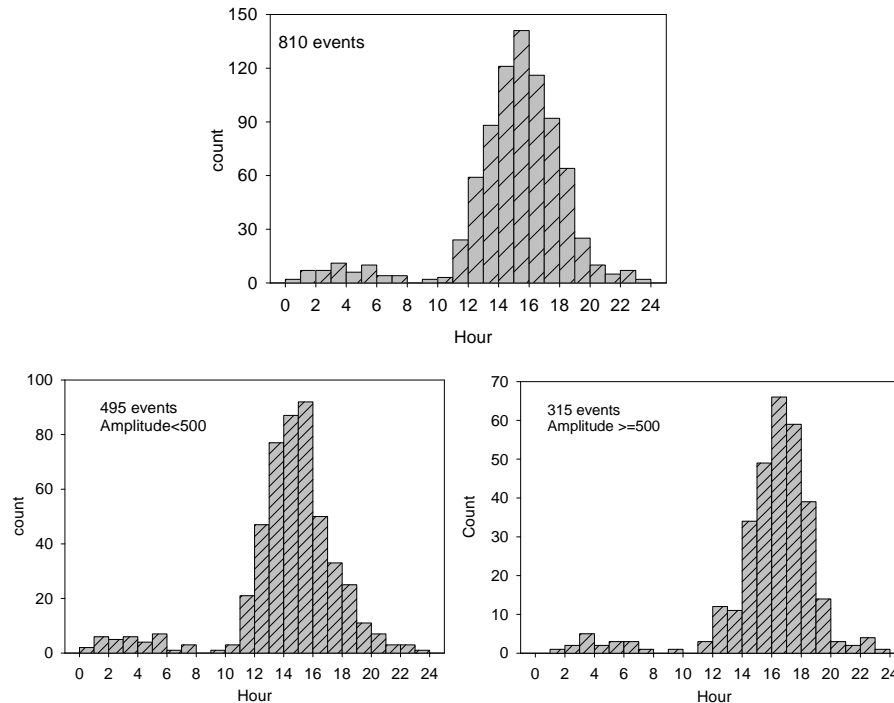 810 events
150
120
90
60
30
0
count
0 2 4 6 8 10 12 14 16 18 20 22 24
Hour
495 events
Amplitude<500
100
80
60
40
20
0
count
0 2 4 6 8 10 12 14 16 18 20 22 24
Hour
315 events
Amplitude >=500
70
60
50
40
30
20
10
0
Count
0 2 4 6 8 10 12 14 16 18 20 22 24
Hour